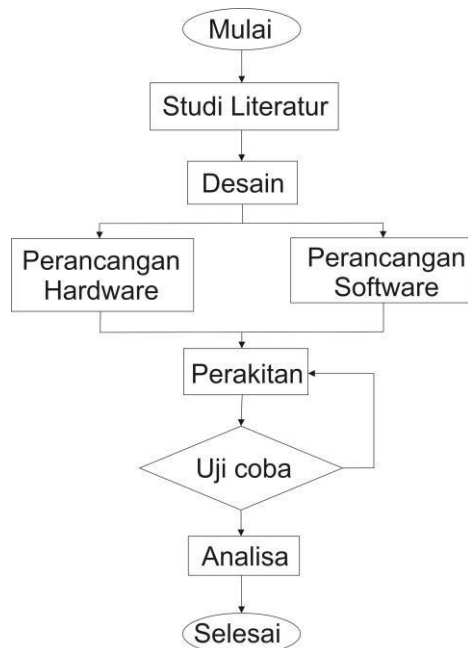 Mulai
Studi Literatur
Desain
Perancangan
Hardware
Perancangan
Software
Perakitan
Uji coba
Analisa
Selesai